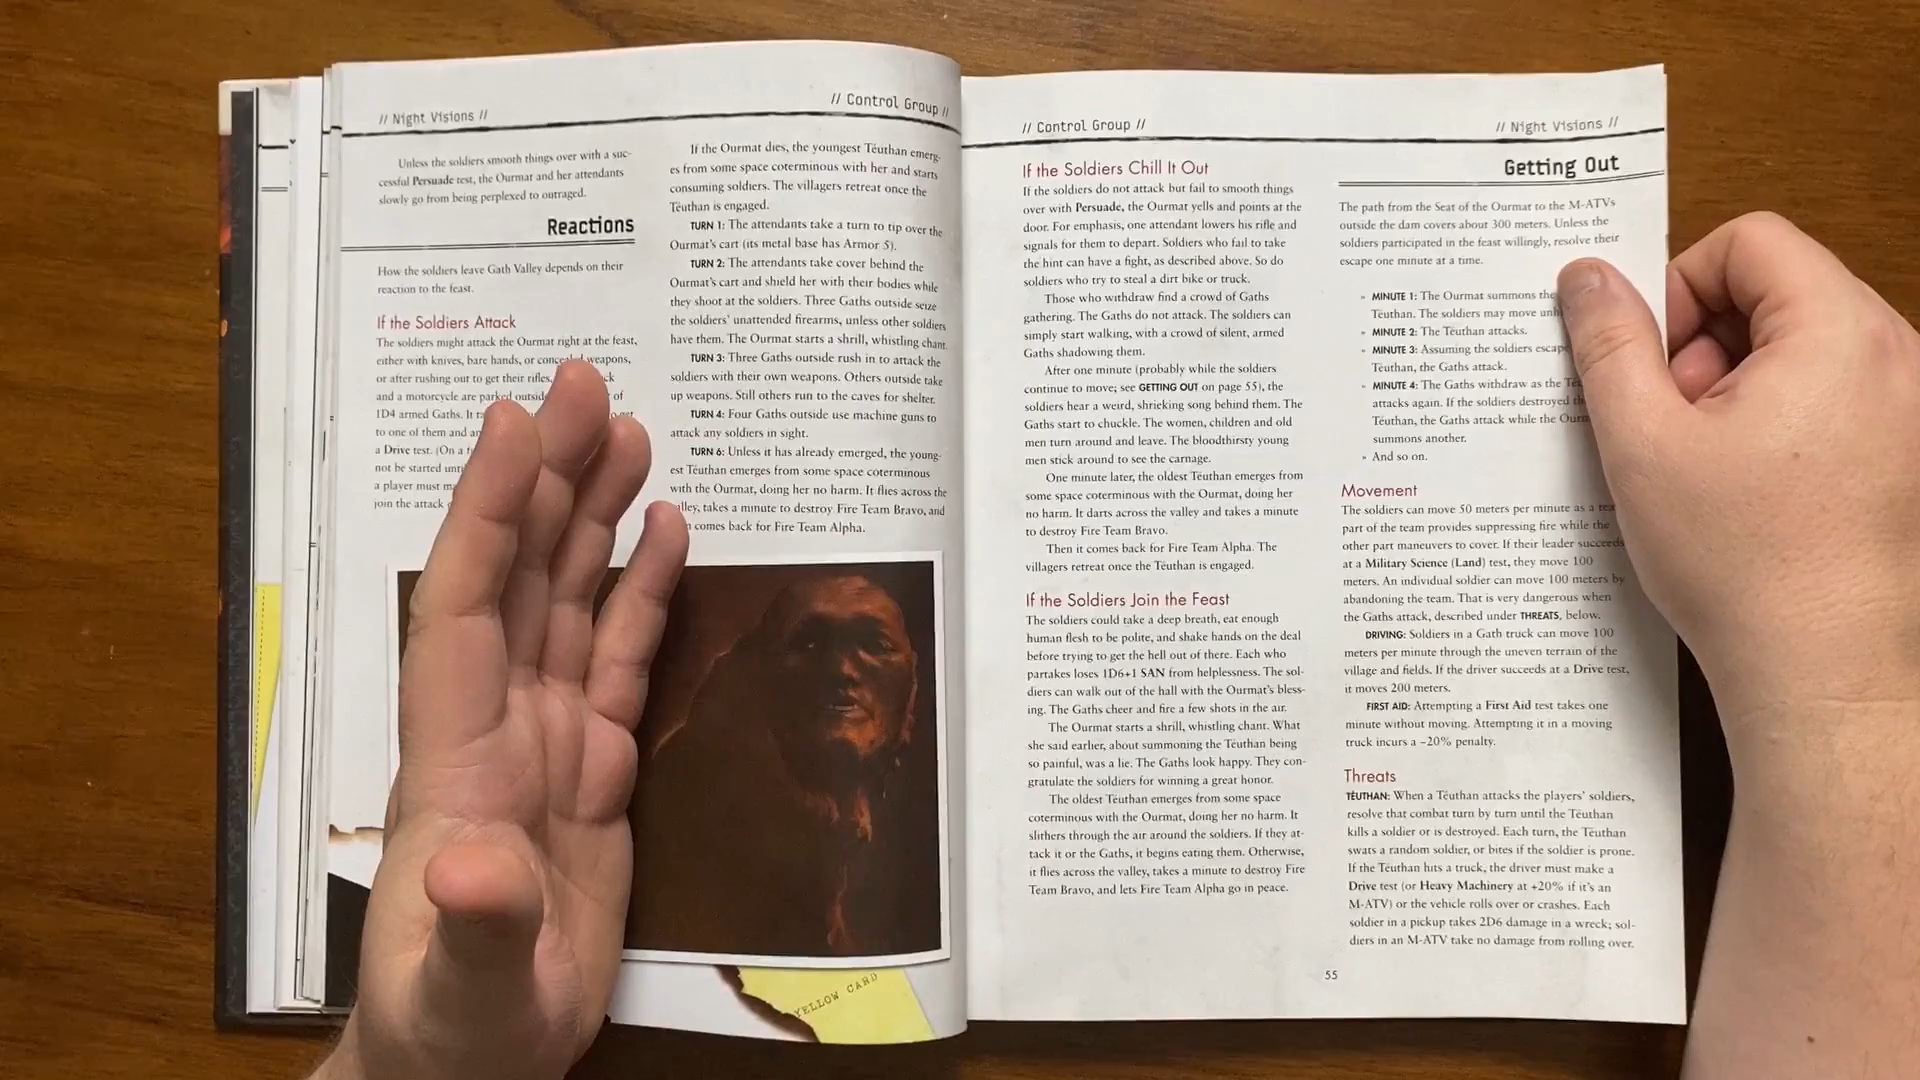 // Night Visions //
// Control Group //
Unless the soldiers smooth things over with a suc-
cessful Persuade test, the Ourmat and her attendants
slowly go from being perplexed to outraged.
Reactions
How the soldiers leave Gath Valley depends on their
reaction to the feast.
If the Soldiers Attack
The soldiers might attack the Ourmat right at the feast,
either with knives, bare hands, or concealed weapons,
or after rushing out to get their rifles,
and a motorcycle are parked outside of
1D4 armed Gaths. It
to one of them and
a Drive test. (On a
not be started
a player must
join the attack
If the Ourmat dies, the youngest Tėuthan emerg-
es from some space coterminous with her and starts
consuming soldiers. The villagers retreat once the
Tėuthan is engaged.
TURN 1: The attendants take a turn to tip over the
Ourmat's cart (its metal base has Armor 5).
TURN 2: The attendants take cover behind the
Ourmat's cart and shield her with their bodies while
they shoot at the soldiers. Three Gaths outside seize
the soldiers' unattended firearms, unless other soldiers
have them. The Ourmat starts a shrill, whistling chant.
TURN 3: Three Gaths outside rush in to attack the
soldiers with their own weapons. Others outside take
up weapons. Still others run to the caves for shelter.
TURN 4: Four Gaths outside use machine guns to
attack any soldiers in sight.
TURN 6: Unless it has already emerged, the young-
est Tėuthan emerges from some space coterminous
with the Ourmat, doing her no harm. It flies across the
valley, takes a minute to destroy Fire Team Bravo, and
comes back for Fire Team Alpha.
YELLOW CARD
// Control Group //
// Night Visions //
If the Soldiers Chill It Out
If the soldiers do not attack but fail to smooth things
over with Persuade, the Ourmat yells and points at the
door. For emphasis, one attendant lowers his rifle and
signals for them to depart. Soldiers who fail to take
the hint can have a fight, as described above. So do
soldiers who try to steal a dirt bike or truck.
Those who withdraw find a crowd of Gaths
gathering. The Gaths do not attack. The soldiers can
simply start walking, with a crowd of silent, armed
Gaths shadowing them.
After one minute (probably while the soldiers
continue to move; see GETTING OUT on page 55), the
soldiers hear a weird, shrieking song behind them. The
Gaths start to chuckle. The women, children and old
men turn around and leave. The bloodthirsty young
men stick around to see the carnage.
One minute later, the oldest Tėuthan emerges from
some space coterminous with the Ourmat, doing her
no harm. It darts across the valley and takes a minute
to destroy Fire Team Bravo.
Then it comes back for Fire Team Alpha. The
villagers retreat once the Tėuthan is engaged.
If the Soldiers Join the Feast
The soldiers could take a deep breath, eat enough
human flesh to be polite, and shake hands on the deal
before trying to get the hell out of there. Each who
partakes loses 1D6+1 SAN from helplessness. The sol-
diers can walk out of the hall with the Ourmat's bless-
ing. The Gaths cheer and fire a few shots in the air.
The Ourmat starts a shrill, whistling chant. What
she said earlier, about summoning the Tėuthan being
so painful, was a lie. The Gaths look happy. They con-
gratulate the soldiers for winning a great honor.
The oldest Tėuthan emerges from some space
coterminous with the Ourmat, doing her no harm. It
slithers through the air around the soldiers. If they at-
tack it or the Gaths, it begins eating them. Otherwise,
it flies across the valley, takes a minute to destroy Fire
Team Bravo, and lets Fire Team Alpha go in peace.
Getting Out
The path from the Seat of the Ourmat to the M-ATVs
outside the dam covers about 300 meters. Unless the
soldiers participated in the feast willingly, resolve their
escape one minute at a time.
» MINUTE 1: The Ourmat summons the
Tėuthan. The soldiers may move
» MINUTE 2: The Tėuthan attacks.
» MINUTE 3: Assuming the soldiers escape
Tėuthan, the Gaths attack.
» MINUTE 4: The Gaths withdraw as the
attacks again. If the soldiers destroyed
Tėuthan, the Gaths attack while the
summons another.
» And so on.
Movement
The soldiers can move 50 meters per minute as a team
part of the team provides suppressing fire while the
other part maneuvers to cover. If their leader succeeds
at a Military Science (Land) test, they move 100
meters. An individual soldier can move 100 meters by
abandoning the team. That is very dangerous when
the Gaths attack, described under THREATS, below.
DRIVING: Soldiers in a Gath truck can move 100
meters per minute through the uneven terrain of the
village and fields. If the driver succeeds at a Drive test,
it moves 200 meters.
FIRST AID: Attempting a First Aid test takes one
minute without moving. Attempting it in a moving
truck incurs a −20% penalty.
Threats
TĖUTHAN: When a Tėuthan attacks the players' soldiers,
resolve that combat turn by turn until the Tėuthan
kills a soldier or is destroyed. Each turn, the Tėuthan
swats a random soldier, or bites if the soldier is prone.
If the Tėuthan hits a truck, the driver must make a
Drive test (or Heavy Machinery at +20% if it's an
M-ATV) or the vehicle rolls over or crashes. Each
soldier in a pickup takes 2D6 damage in a wreck; sol-
diers in an M-ATV take no damage from rolling over.
55